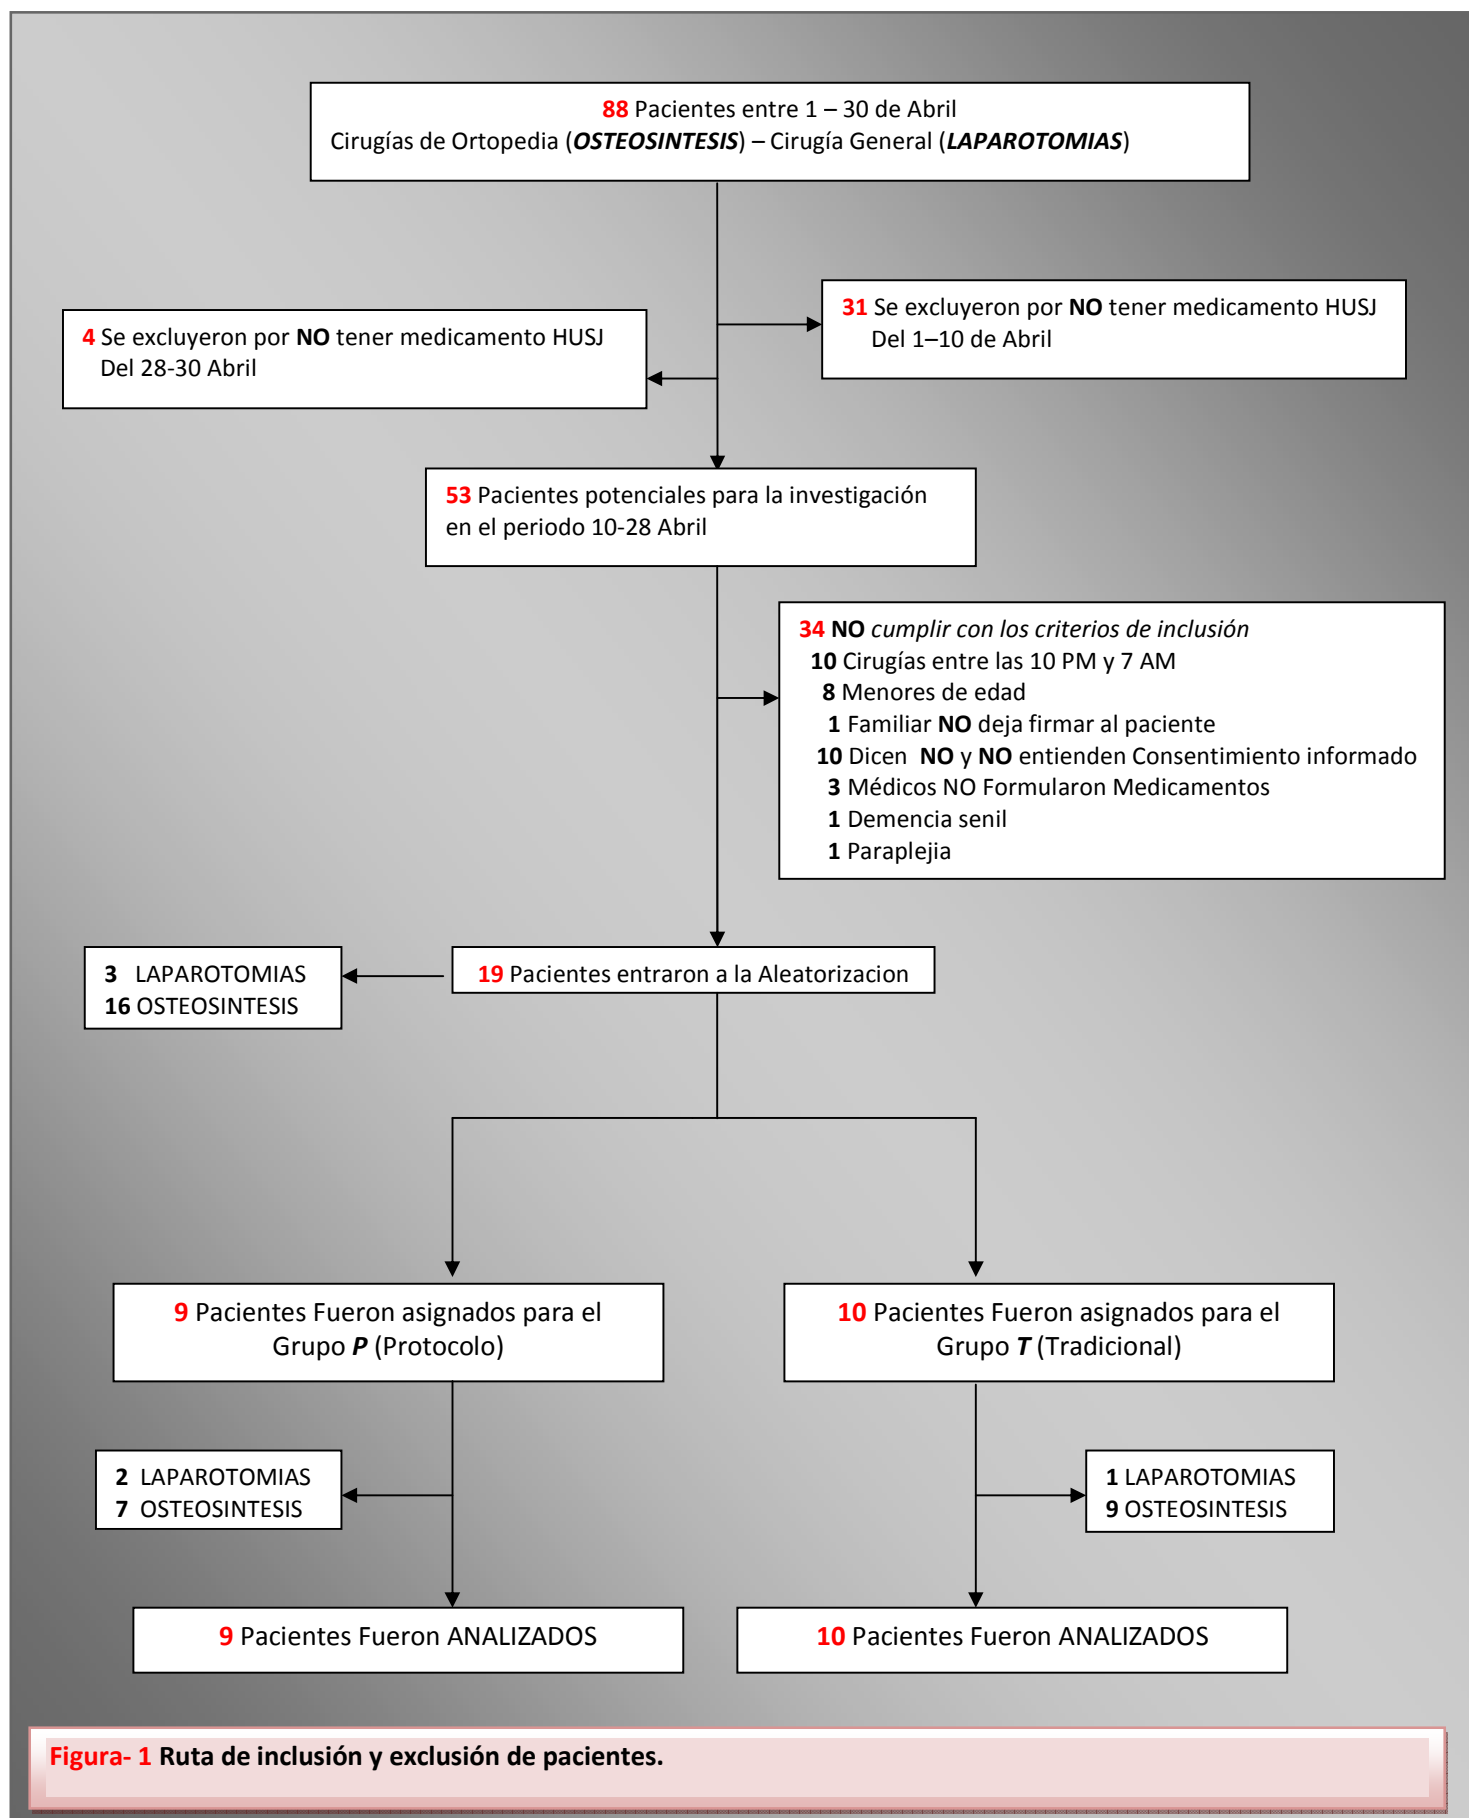 88 Pacientes entre 1 – 30 de Abril
Cirugías de Ortopedia (OSTEOSINTESIS) – Cirugía General (LAPAROTOMIAS)
31 Se excluyeron por NO tener medicamento HUSJ
Del 1–10 de Abril
4 Se excluyeron por NO tener medicamento HUSJ
Del 28-30 Abril
53 Pacientes potenciales para la investigación
en el periodo 10-28 Abril
34 NO cumplir con los criterios de inclusión
10 Cirugías entre las 10 PM y 7 AM
8 Menores de edad
1 Familiar NO deja firmar al paciente
10 Dicen NO y NO entienden Consentimiento informado
3 Médicos NO Formularon Medicamentos
1 Demencia senil
1 Paraplejia
3 LAPAROTOMIAS
16 OSTEOSINTESIS
19 Pacientes entraron a la Aleatorizacion
9 Pacientes Fueron asignados para el
Grupo P (Protocolo)
10 Pacientes Fueron asignados para el
Grupo T (Tradicional)
2 LAPAROTOMIAS
7 OSTEOSINTESIS
1 LAPAROTOMIAS
9 OSTEOSINTESIS
9 Pacientes Fueron ANALIZADOS
10 Pacientes Fueron ANALIZADOS
Figura- 1 Ruta de inclusión y exclusión de pacientes.